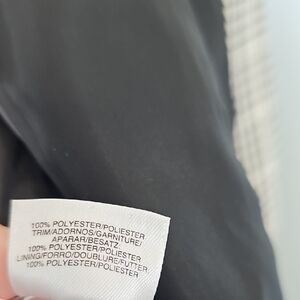 100% POLYESTER/POLIESTER
TRIM/ADORNOS/GARNITURE/
APARAR/BESATZ
100% POLYESTER/POLIESTER
LINING/FORRO/DOUBLURE/FUTTER
100% POLYESTER/POLIESTER